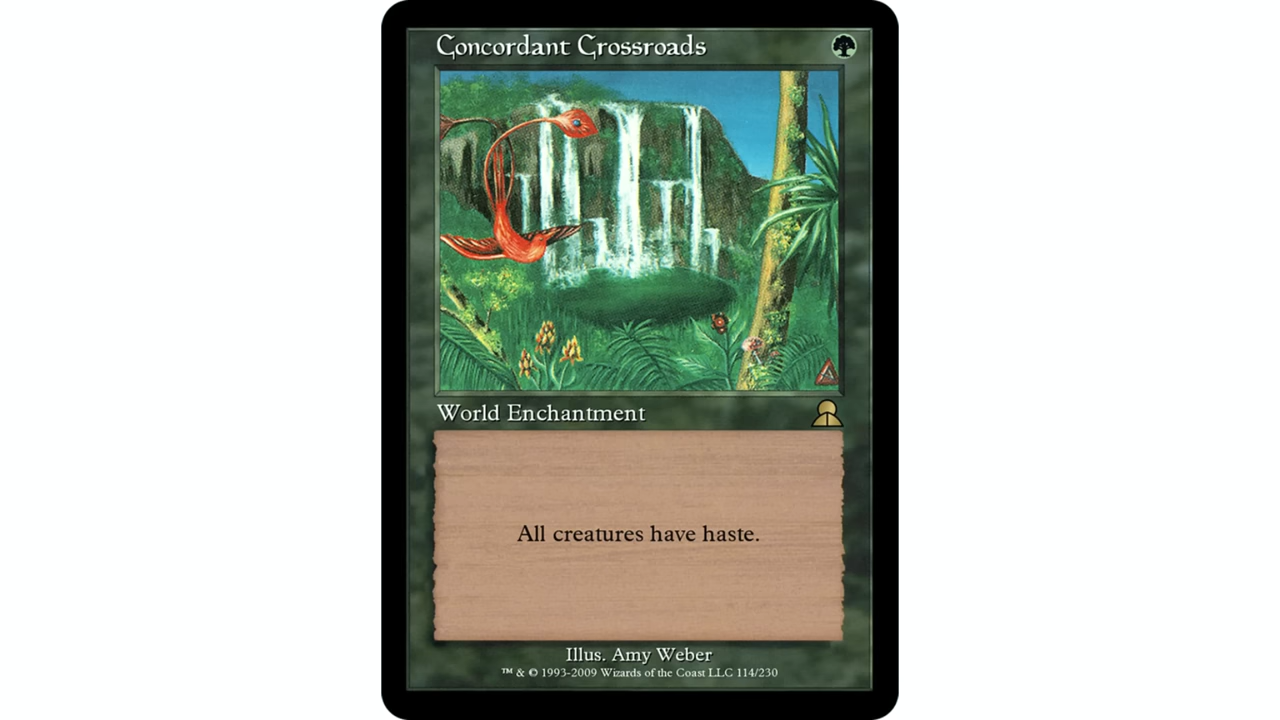 Concordant Crossroads
World Enchantment
All creatures have haste.
Illus. Amy Weber
™ & © 1993-2009 Wizards of the Coast LLC 114/230